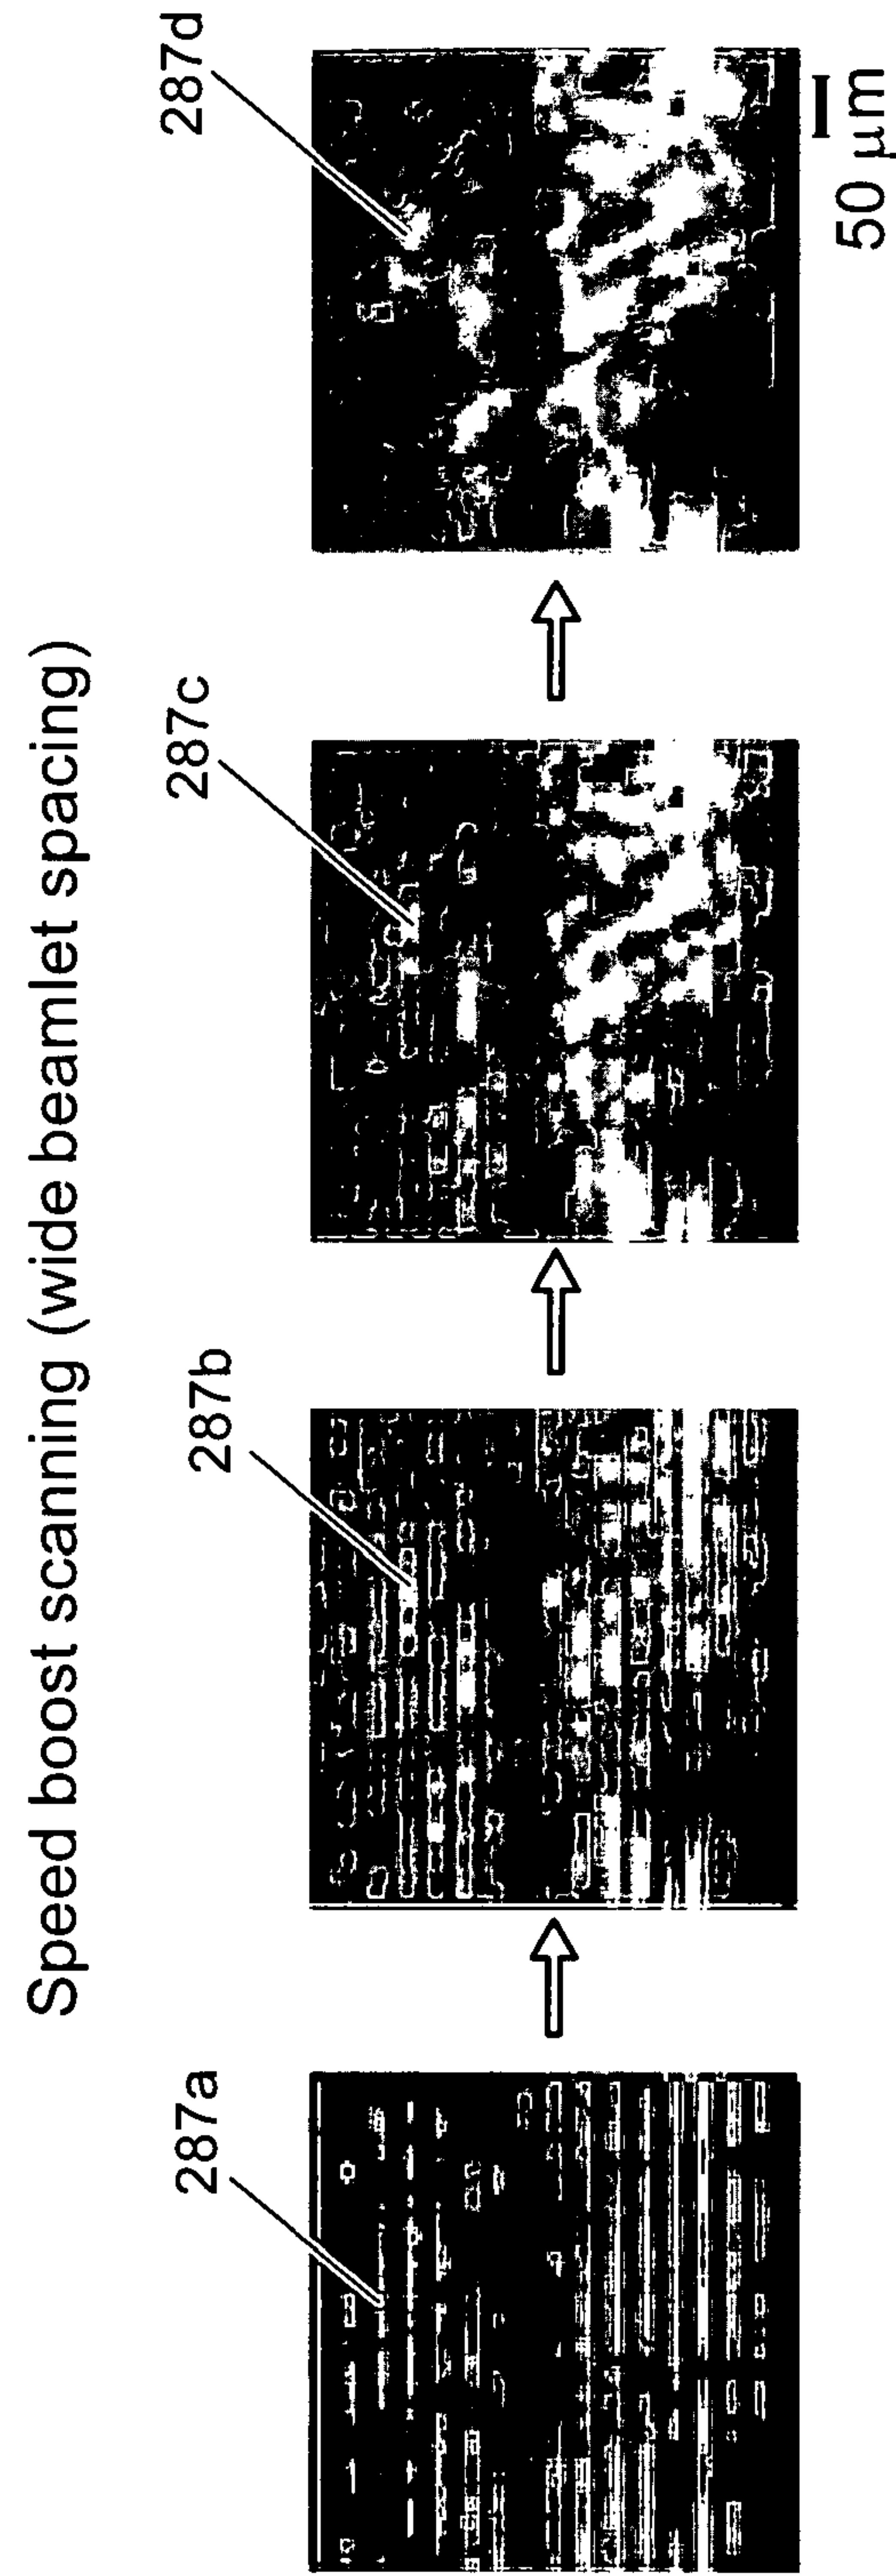 Speed boost scanning (wide beamlet spacing)
287a
287b
287c
287d
50 μm